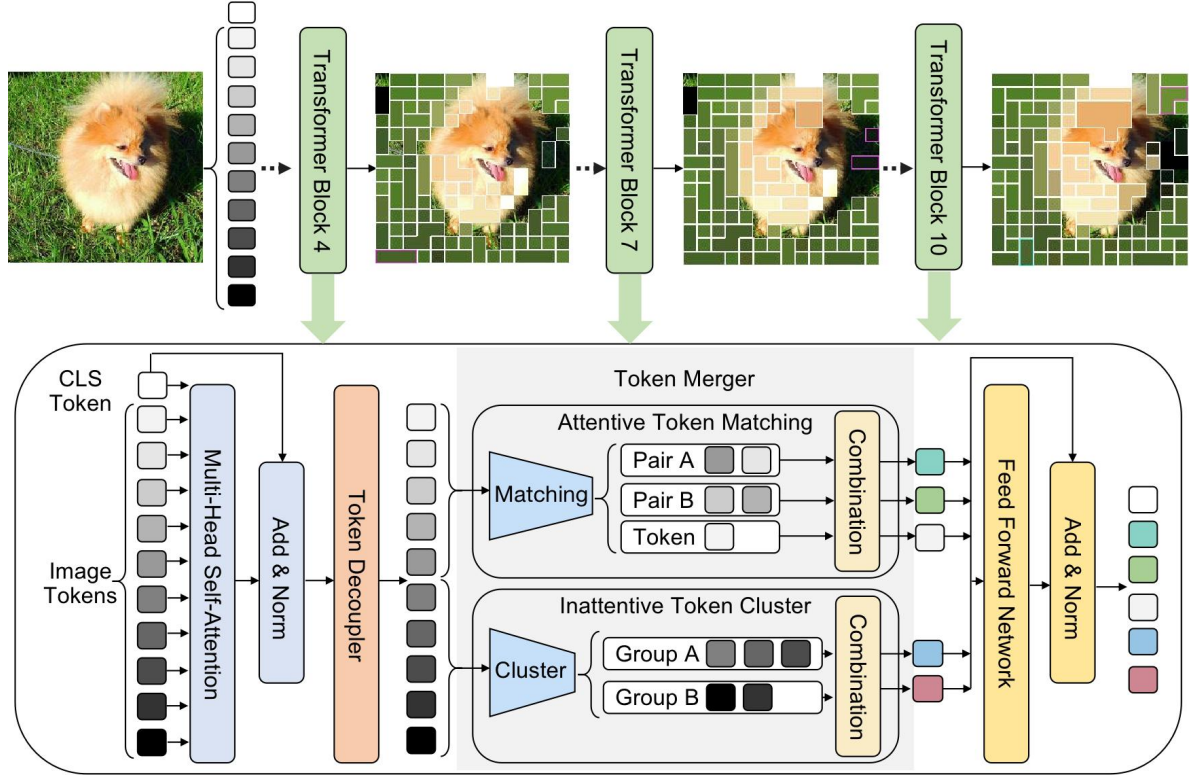 Transformer Block 4
Transformer Block 7
Transformer Block 10
CLS
Token
Image
Tokens
Multi-Head Self-Attention
Add & Norm
Token Decoupler
Token Merger
Attentive Token Matching
Matching
Pair A
Pair B
Token
Combination
Inattentive Token Cluster
Cluster
Group A
Group B
Combination
Feed Forward Network
Add & Norm